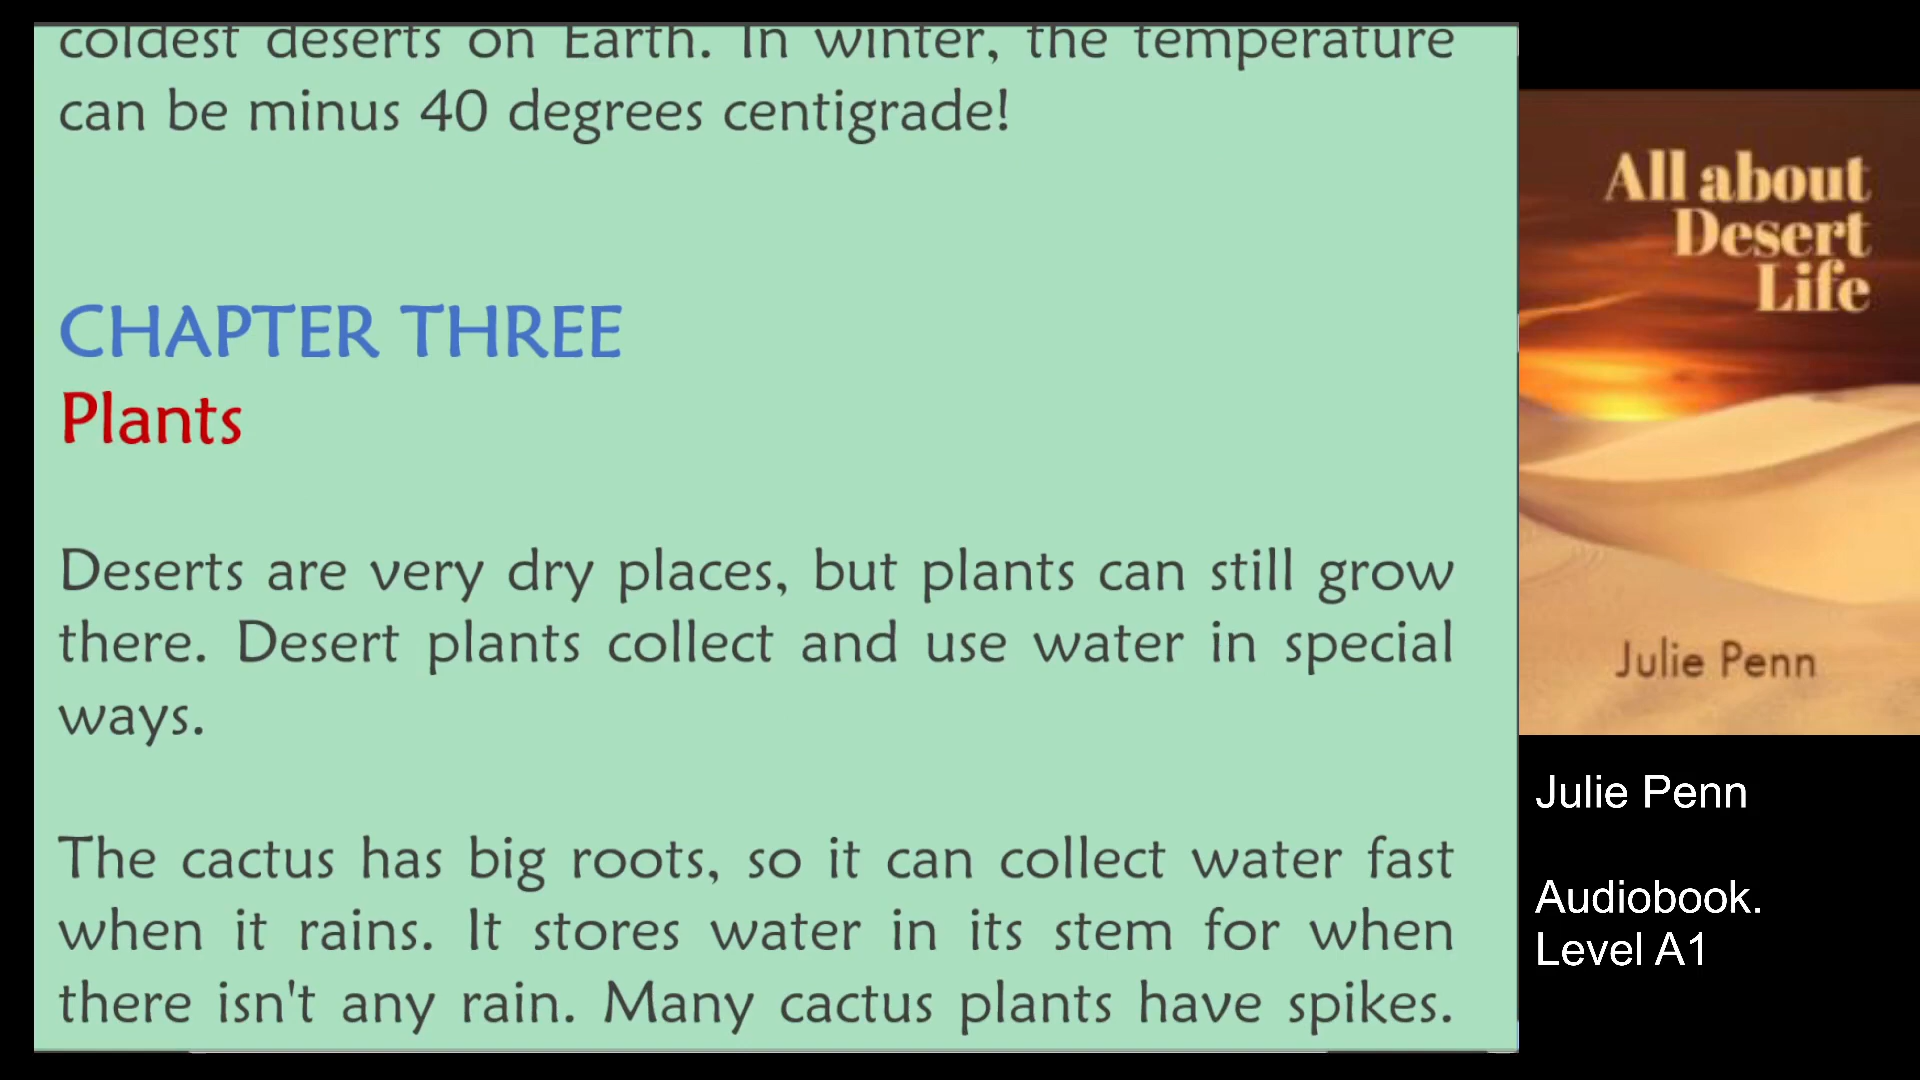 coldest deserts on Earth. In winter, the temperature
can be minus 40 degrees centigrade!
CHAPTER THREE
Plants
Deserts are very dry places, but plants can still grow
there. Desert plants collect and use water in special
ways.
The cactus has big roots, so it can collect water fast
when it rains. It stores water in its stem for when
there isn't any rain. Many cactus plants have spikes.
All about
Desert
Life
Julie Penn
Julie Penn
Audiobook.
Level A1